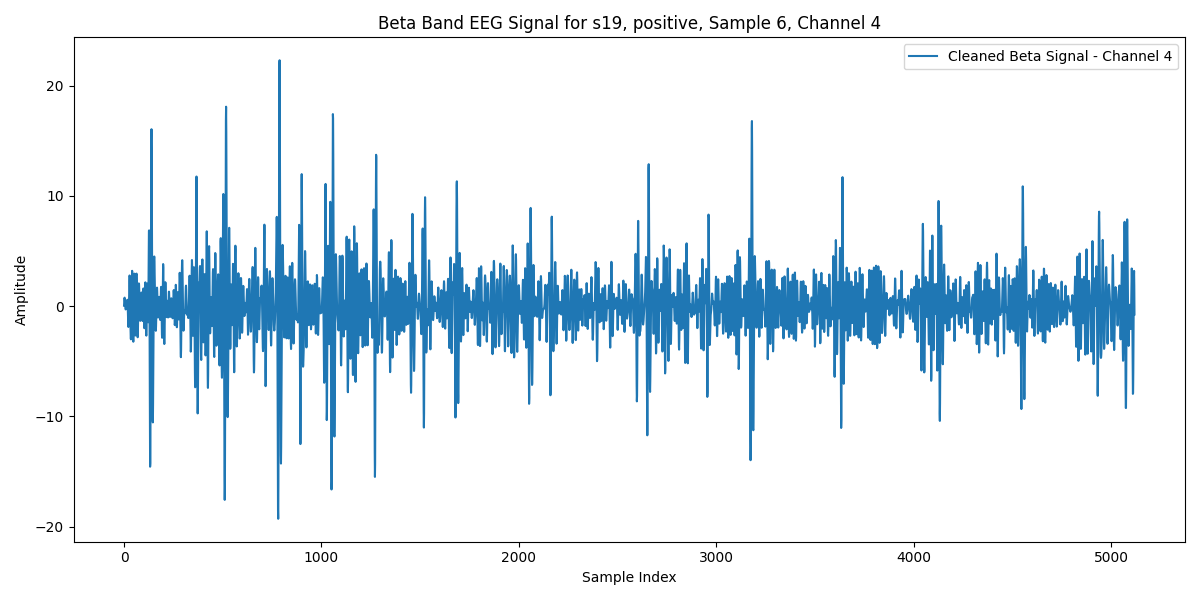 Beta Band EEG Signal for s19, positive, Sample 6, Channel 4
Cleaned Beta Signal - Channel 4
Amplitude
20
10
0
−10
−20
0 1000 2000 3000 4000 5000
Sample Index